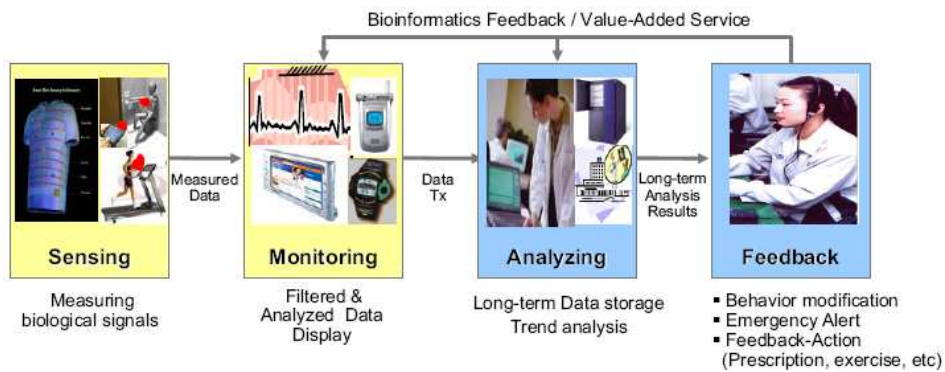 Bioinformatics Feedback / Value-Added Service
Measured
Data
Data
Tx
Long-term
Analysis
Results
Sensing
Monitoring
Analyzing
Feedback
Measuring
biological signals
Filtered &
Analyzed Data
Display
Long-term Data storage
Trend analysis
▪ Behavior modification
▪ Emergency Alert
▪ Feedback-Action
(Prescription, exercise, etc)